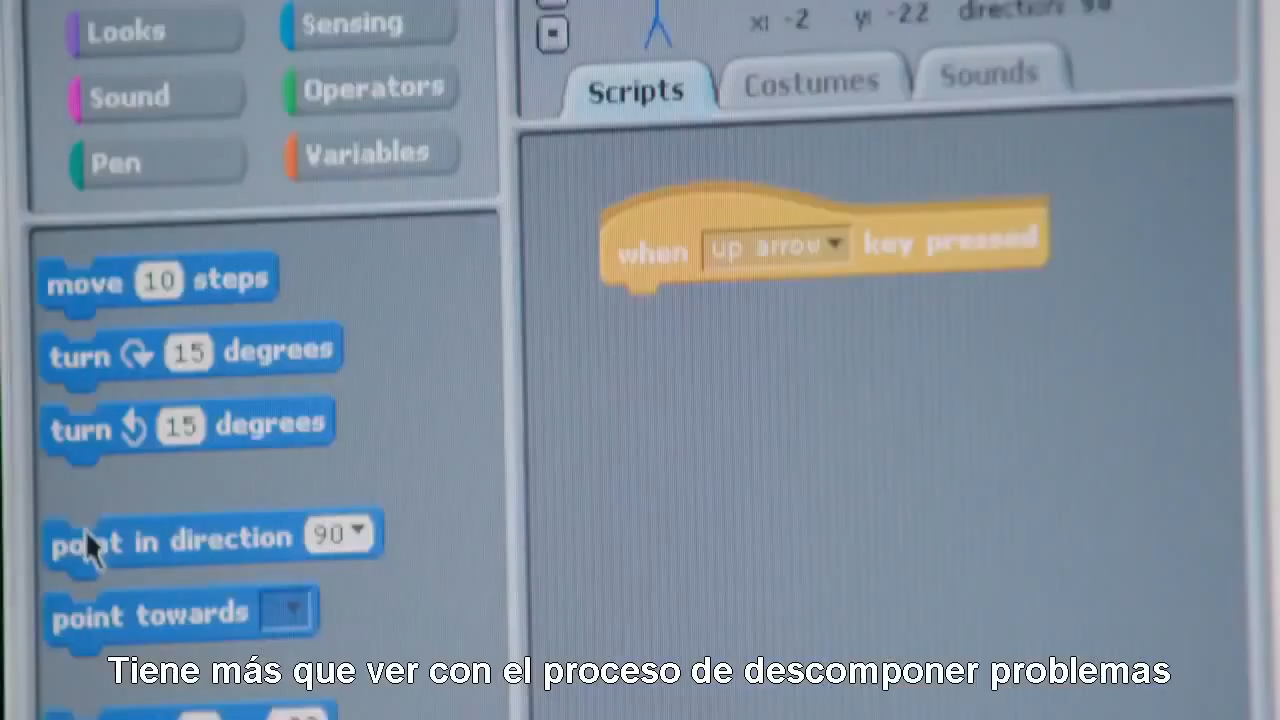 Looks
Sensing
x: -2 y: -22 direction: 90
Sound
Operators
Scripts
Costumes
Sounds
Pen
Variables
when up arrow key pressed
move 10 steps
turn 15 degrees
turn 15 degrees
point in direction 90
point towards
Tiene más que ver con el proceso de descomponer problemas